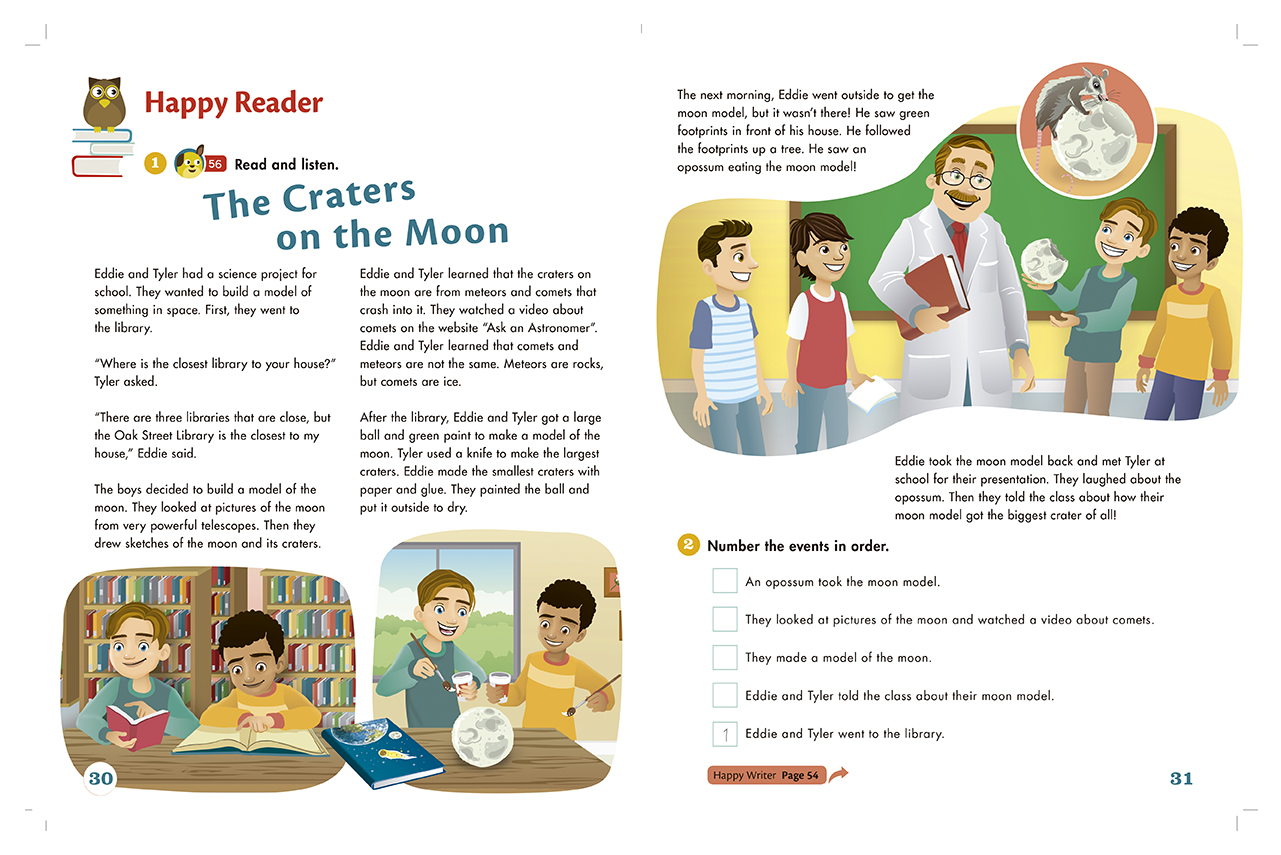 Happy Reader
1 56 Read and listen.
The Craters
on the Moon
Eddie and Tyler had a science project for
school. They wanted to build a model of
something in space. First, they went to
the library.
“Where is the closest library to your house?”
Tyler asked.
“There are three libraries that are close, but
the Oak Street Library is the closest to my
house,” Eddie said.
The boys decided to build a model of the
moon. They looked at pictures of the moon
from very powerful telescopes. Then they
drew sketches of the moon and its craters.
Eddie and Tyler learned that the craters on
the moon are from meteors and comets that
crash into it. They watched a video about
comets on the website “Ask an Astronomer”.
Eddie and Tyler learned that comets and
meteors are not the same. Meteors are rocks,
but comets are ice.
After the library, Eddie and Tyler got a large
ball and green paint to make a model of the
moon. Tyler used a knife to make the largest
craters. Eddie made the smallest craters with
paper and glue. They painted the ball and
put it outside to dry.
30
The next morning, Eddie went outside to get the
moon model, but it wasn’t there! He saw green
footprints in front of his house. He followed
the footprints up a tree. He saw an
opossum eating the moon model!
Eddie took the moon model back and met Tyler at
school for their presentation. They laughed about the
opossum. Then they told the class about how their
moon model got the biggest crater of all!
2 Number the events in order.
An opossum took the moon model.
They looked at pictures of the moon and watched a video about comets.
They made a model of the moon.
Eddie and Tyler told the class about their moon model.
1 Eddie and Tyler went to the library.
Happy Writer Page 54
31